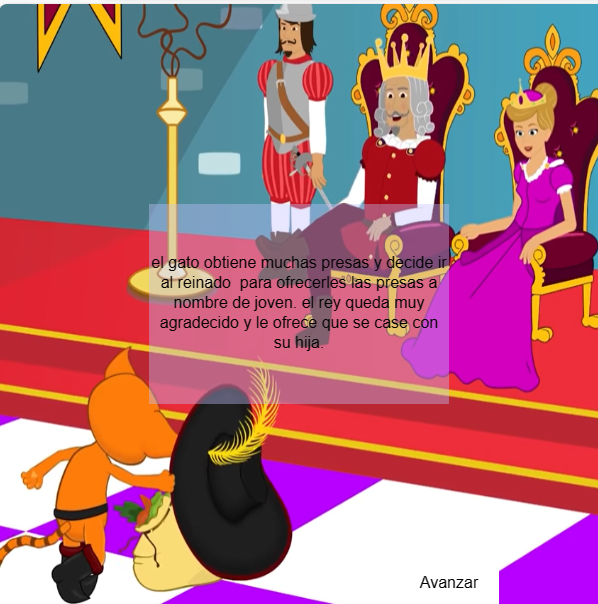 el gato obtiene muchas presas y decide ir
al reinado  para ofrecerles las presas a
nombre de joven. el rey queda muy
agradecido y le ofrece que se case con
su hija.
Avanzar